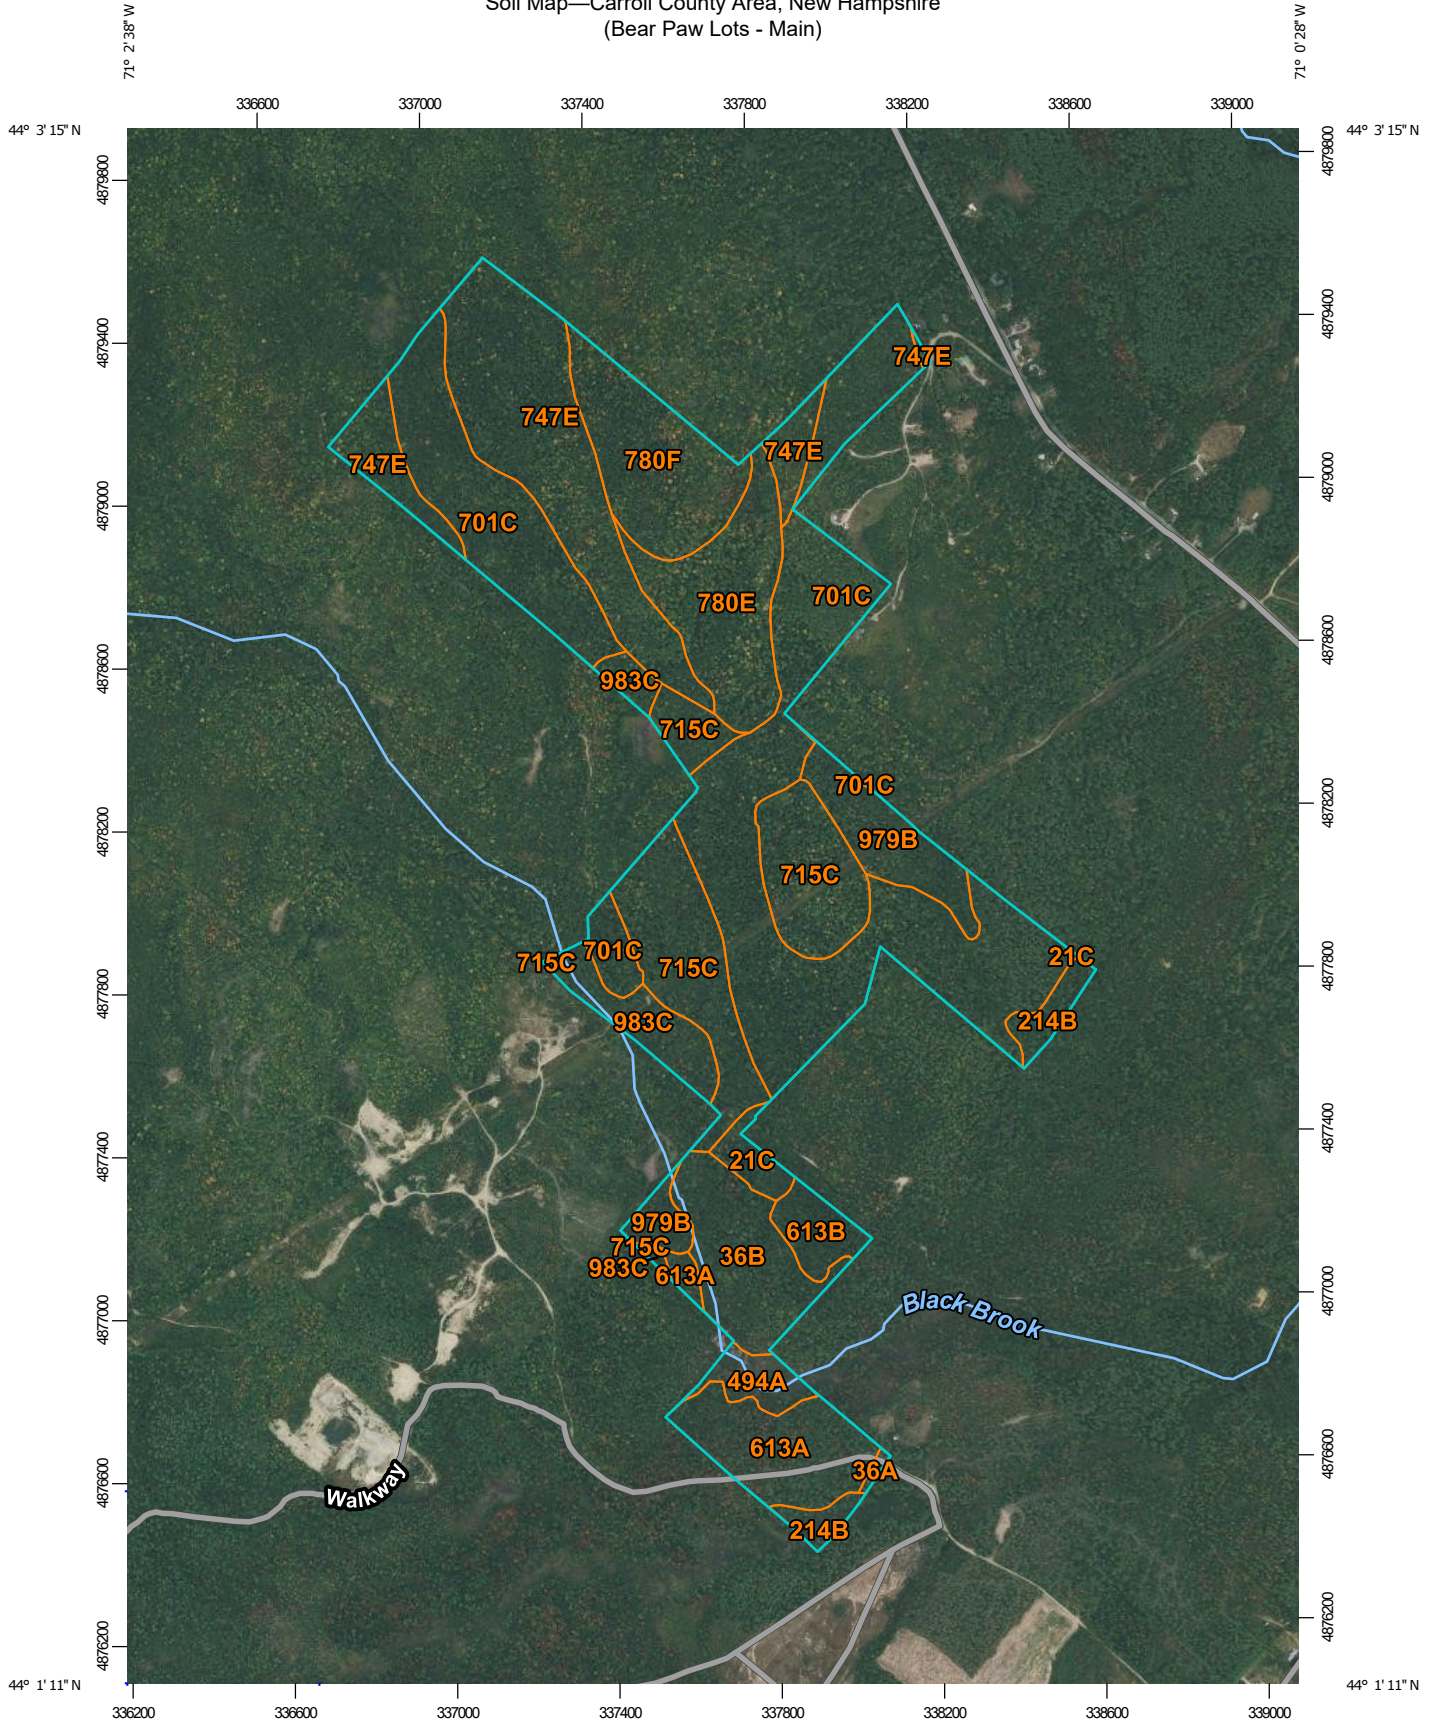 Soil Map—Carroll County Area, New Hampshire
(Bear Paw Lots - Main)
71° 2' 38" W
71° 0' 28" W
336600 337000 337400 337800 338200 338600 339000
44° 3' 15" N
44° 3' 15" N
4879800
4879800
4879400
4879400
747E
747E
747E
780F
747E
4879000
4879000
701C
780E
701C
4878600
4878600
983C
715C
701C
4878200
4878200
979B
715C
701C
21C
715C
715C
4877800
4877800
983C
214B
4877400
4877400
21C
979B
613B
715C
36B
983C
613A
4877000
4877000
Black Brook
494A
613A
36A
4876600
4876600
Walkway
214B
4876200
4876200
44° 1' 11" N
44° 1' 11" N
336200 336600 337000 337400 337800 338200 338600 339000